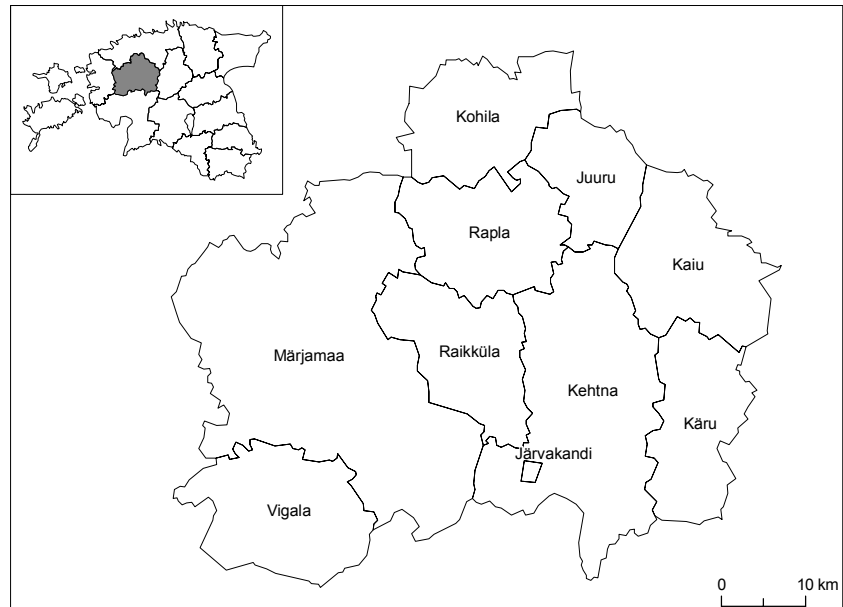 Kohila
Juuru
Rapla
Kaiu
Märjamaa
Raikküla
Kehtna
Käru
Järvakandi
Vigala
0 10 km